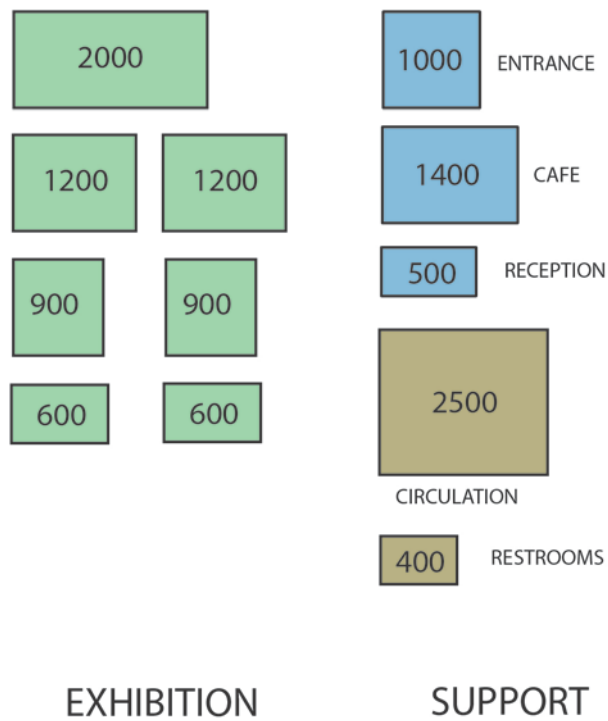 2000
1200 1200
900 900
600 600
EXHIBITION
1000 ENTRANCE
1400 CAFE
500 RECEPTION
2500
CIRCULATION
400 RESTROOMS
SUPPORT